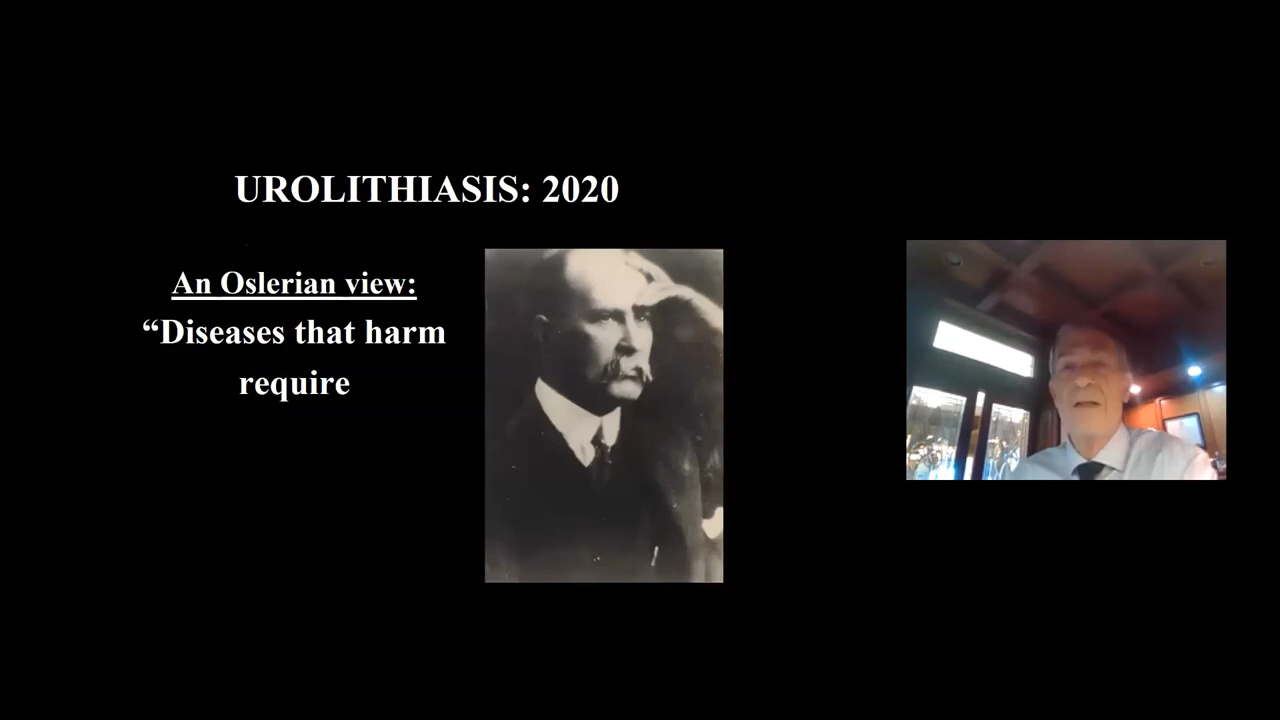 UROLITHIASIS: 2020
An Oslerian view:
“Diseases that harm
require